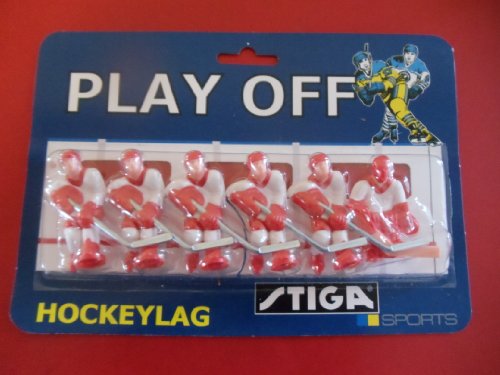 PLAY OFF
HOCKEYLAG
STIGA
SPORTS